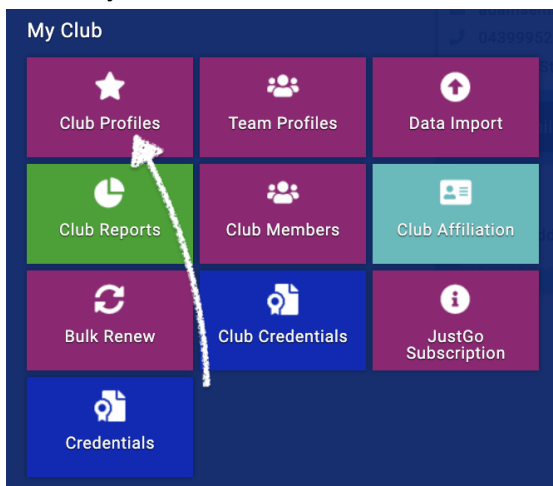 My Club
04399952
Club Profiles
Team Profiles
Data Import
Club Reports
Club Members
Club Affiliation
Bulk Renew
Club Credentials
JustGo
Subscription
Credentials